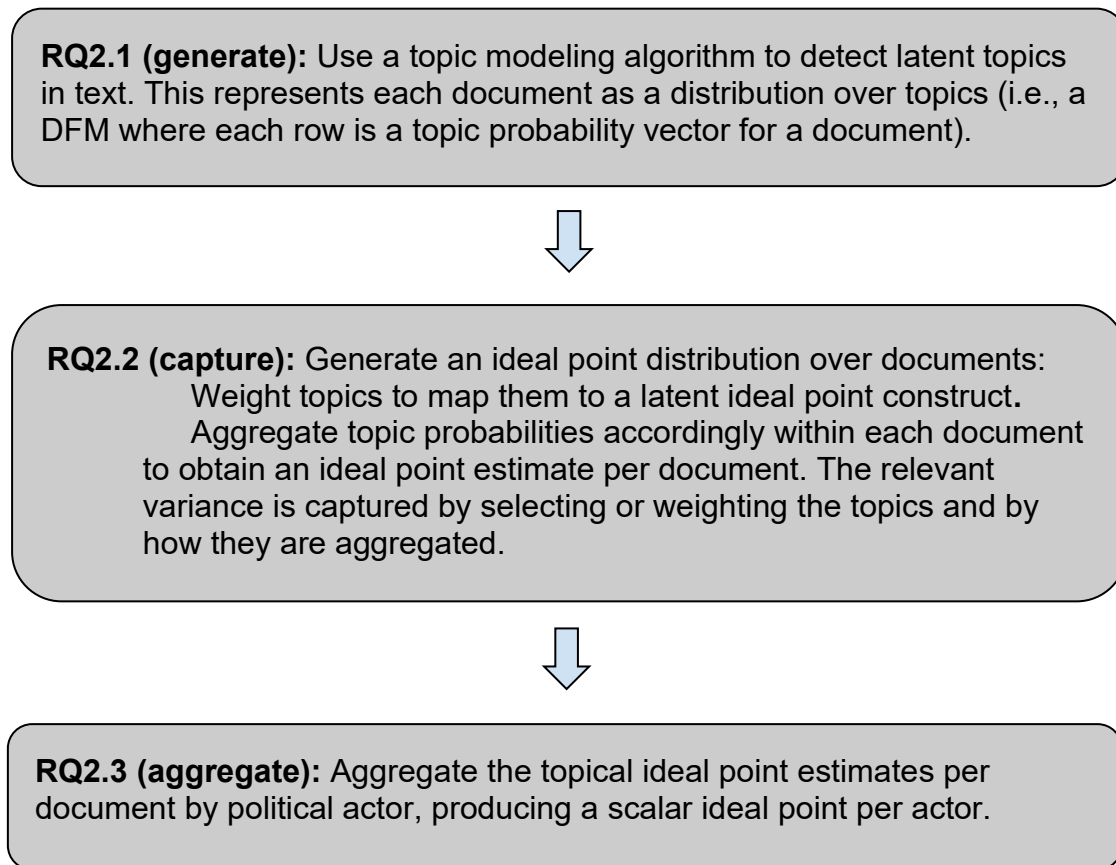 RQ2.1 (generate): Use a topic modeling algorithm to detect latent topics
in text. This represents each document as a distribution over topics (i.e., a
DFM where each row is a topic probability vector for a document).
RQ2.2 (capture): Generate an ideal point distribution over documents:
Weight topics to map them to a latent ideal point construct.
Aggregate topic probabilities accordingly within each document
to obtain an ideal point estimate per document. The relevant
variance is captured by selecting or weighting the topics and by
how they are aggregated.
RQ2.3 (aggregate): Aggregate the topical ideal point estimates per
document by political actor, producing a scalar ideal point per actor.